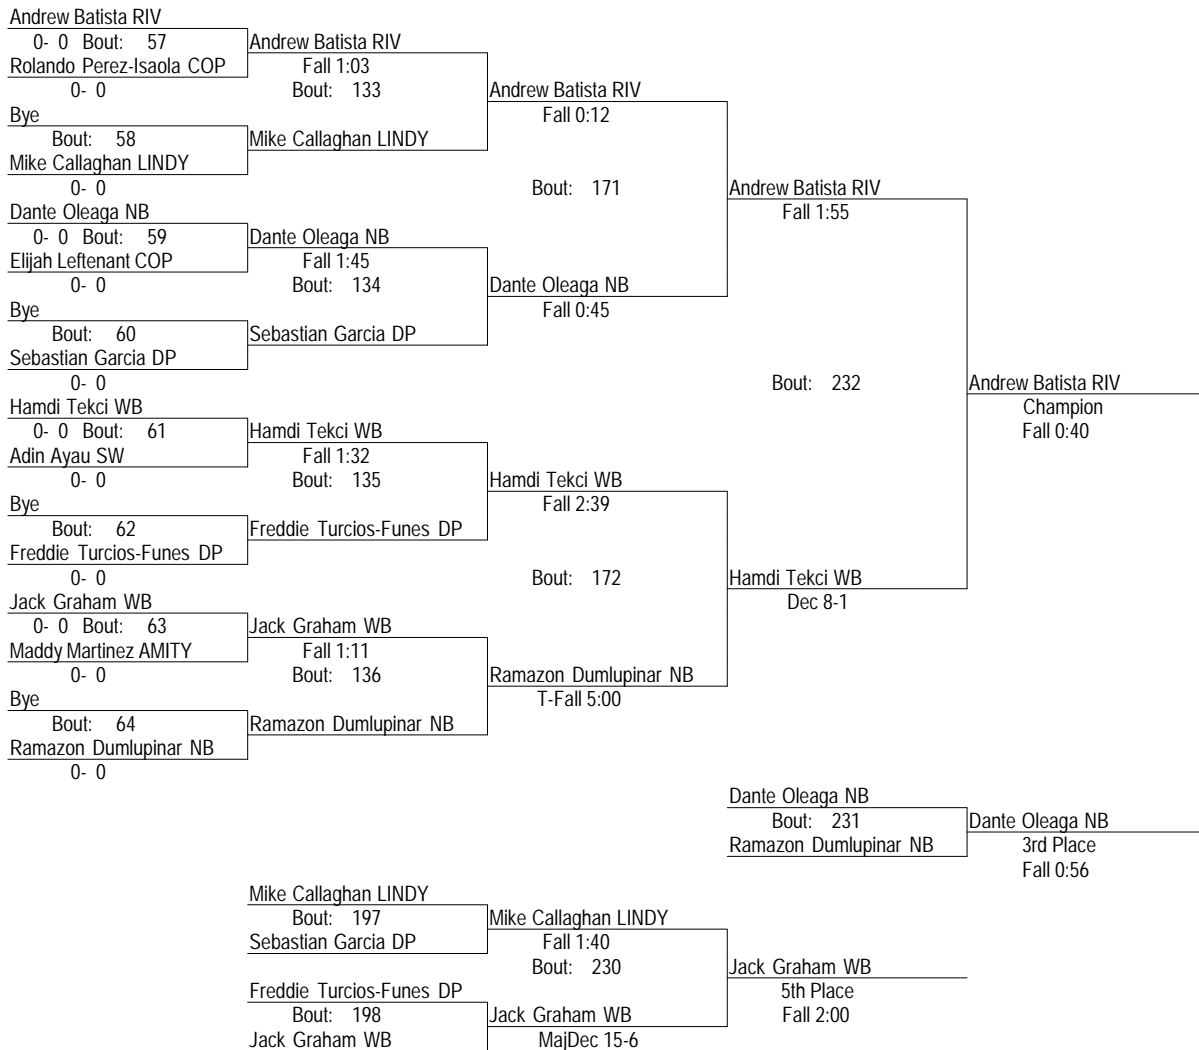 Andrew Batista RIV
0- 0 Bout: 57
Rolando Perez-Isaola COP
0- 0
Bye
Bout: 58
Mike Callaghan LINDY
0- 0
Dante Oleaga NB
0- 0 Bout: 59
Elijah Leftenant COP
0- 0
Bye
Bout: 60
Sebastian Garcia DP
0- 0
Hamdi Tekci WB
0- 0 Bout: 61
Adin Ayau SW
0- 0
Bye
Bout: 62
Freddie Turcios-Funes DP
0- 0
Jack Graham WB
0- 0 Bout: 63
Maddy Martinez AMITY
0- 0
Bye
Bout: 64
Ramazon Dumlupinar NB
0- 0
Andrew Batista RIV
Fall 1:03
Bout: 133
Mike Callaghan LINDY
Dante Oleaga NB
Fall 1:45
Bout: 134
Sebastian Garcia DP
Hamdi Tekci WB
Fall 1:32
Bout: 135
Freddie Turcios-Funes DP
Jack Graham WB
Fall 1:11
Bout: 136
Ramazon Dumlupinar NB
Andrew Batista RIV
Fall 0:12
Bout: 171
Dante Oleaga NB
Fall 0:45
Hamdi Tekci WB
Fall 2:39
Bout: 172
Ramazon Dumlupinar NB
T-Fall 5:00
Andrew Batista RIV
Fall 1:55
Bout: 232
Hamdi Tekci WB
Dec 8-1
Andrew Batista RIV
Champion
Fall 0:40
Dante Oleaga NB
Bout: 231
Ramazon Dumlupinar NB
Dante Oleaga NB
3rd Place
Fall 0:56
Mike Callaghan LINDY
Bout: 197
Sebastian Garcia DP
Freddie Turcios-Funes DP
Bout: 198
Jack Graham WB
Mike Callaghan LINDY
Fall 1:40
Bout: 230
Jack Graham WB
MajDec 15-6
Jack Graham WB
5th Place
Fall 2:00